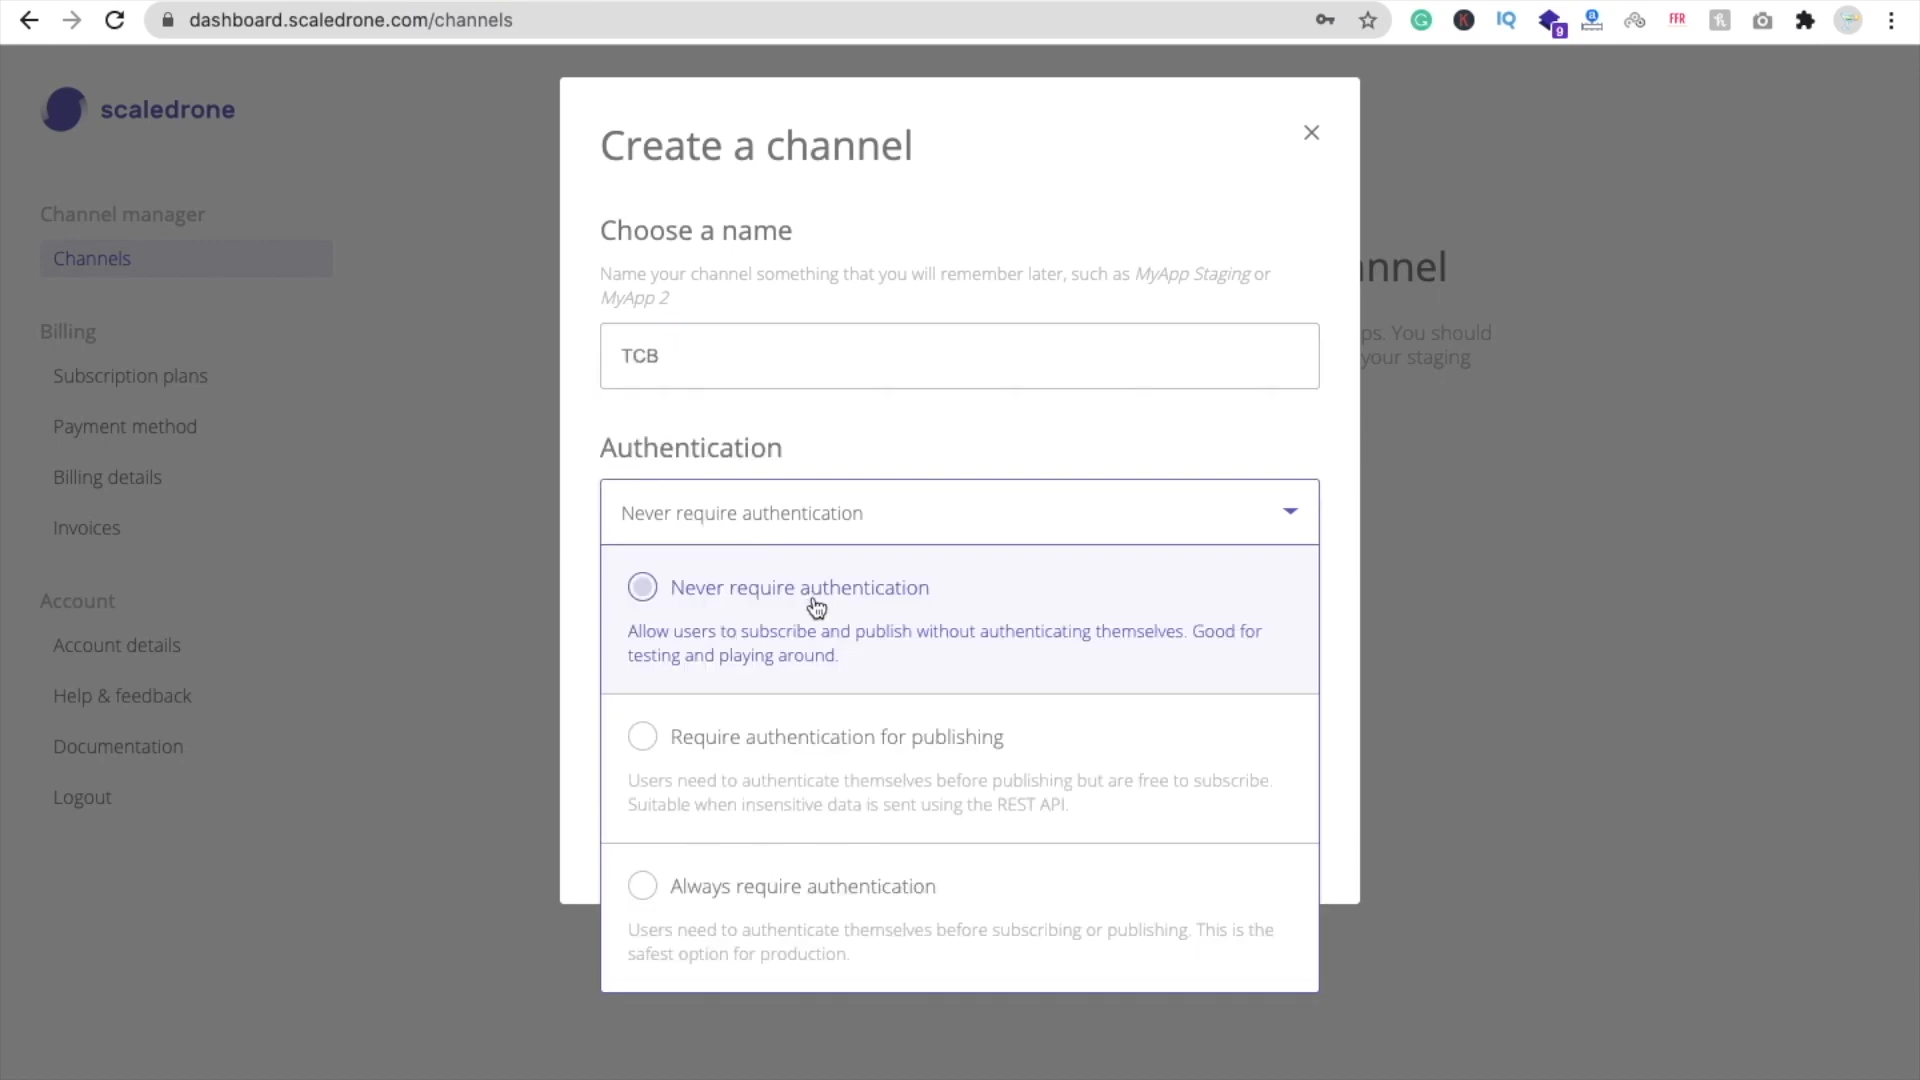 dashboard.scaledrone.com/channels
K
IQ
9
a
FFR
scaledrone
Channel manager
Channels
Billing
Subscription plans
Payment method
Billing details
Invoices
Account
Account details
Help & feedback
Documentation
Logout
Create a channel
Choose a name
Name your channel something that you will remember later, such as MyApp Staging or
MyApp 2
TCB
Authentication
Never require authentication
Never require authentication
Allow users to subscribe and publish without authenticating themselves. Good for
testing and playing around.
Require authentication for publishing
Users need to authenticate themselves before publishing but are free to subscribe.
Suitable when insensitive data is sent using the REST API.
Always require authentication
Users need to authenticate themselves before subscribing or publishing. This is the
safest option for production.
nnel
ps. You should
your staging